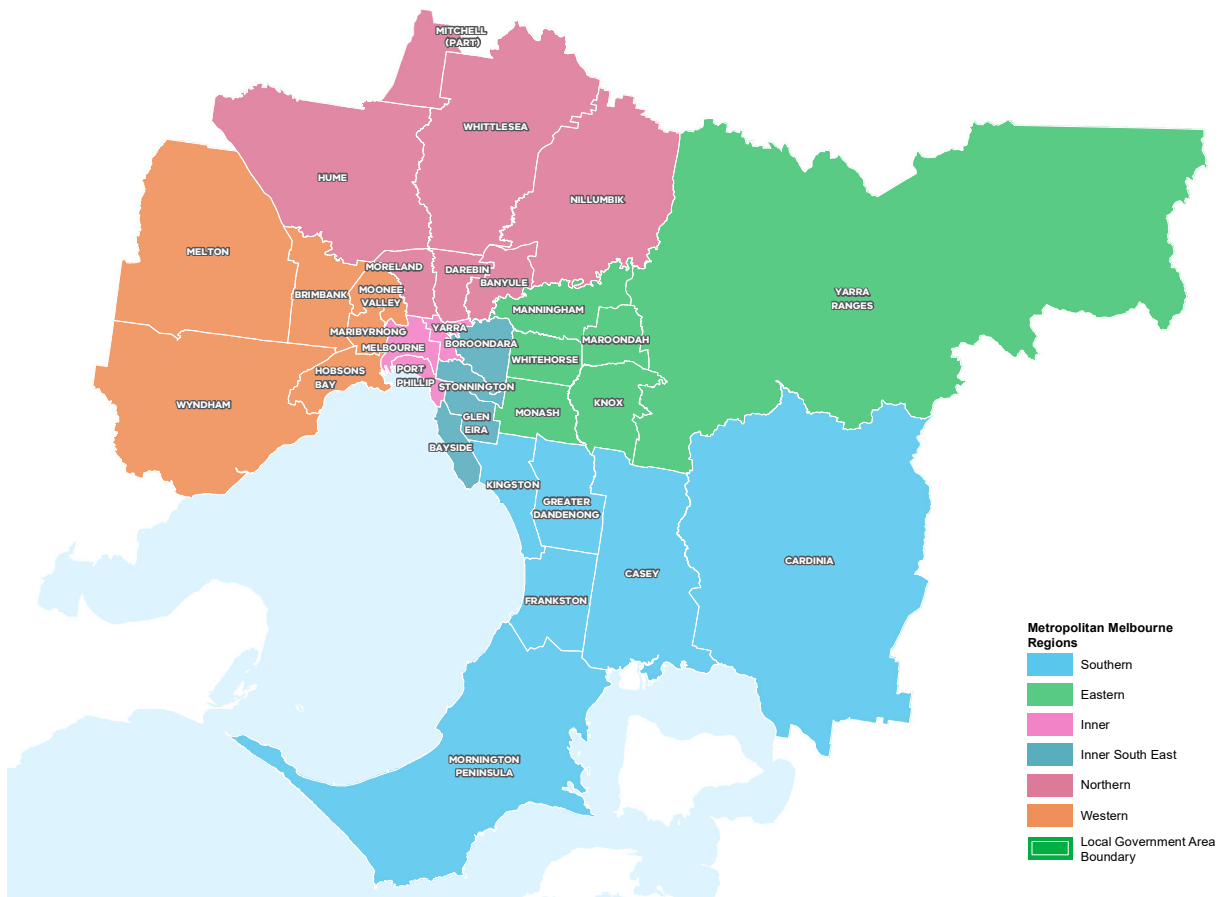 MITCHELL
(PART)
WHITTLESEA
HUME
NILLUMBIK
MELTON
MORELAND
DAREBIN
BANYULE
BRIMBANK
MOONEE
VALLEY
YARRA
RANGES
MANNINGHAM
MARIBYRNONG
YARRA
MELBOURNE
BOROONDARA
MAROONDAH
WHITEHORSE
HOBSONS
BAY
PORT
PHILLIP
STONNINGTON
WYNDHAM
KNOX
MONASH
GLEN
EIRA
BAYSIDE
KINGSTON
GREATER
DANDENONG
CARDINIA
CASEY
FRANKSTON
MORNINGTON
PENINSULA
Metropolitan Melbourne
Regions
Southern
Eastern
Inner
Inner South East
Northern
Western
Local Government Area
Boundary